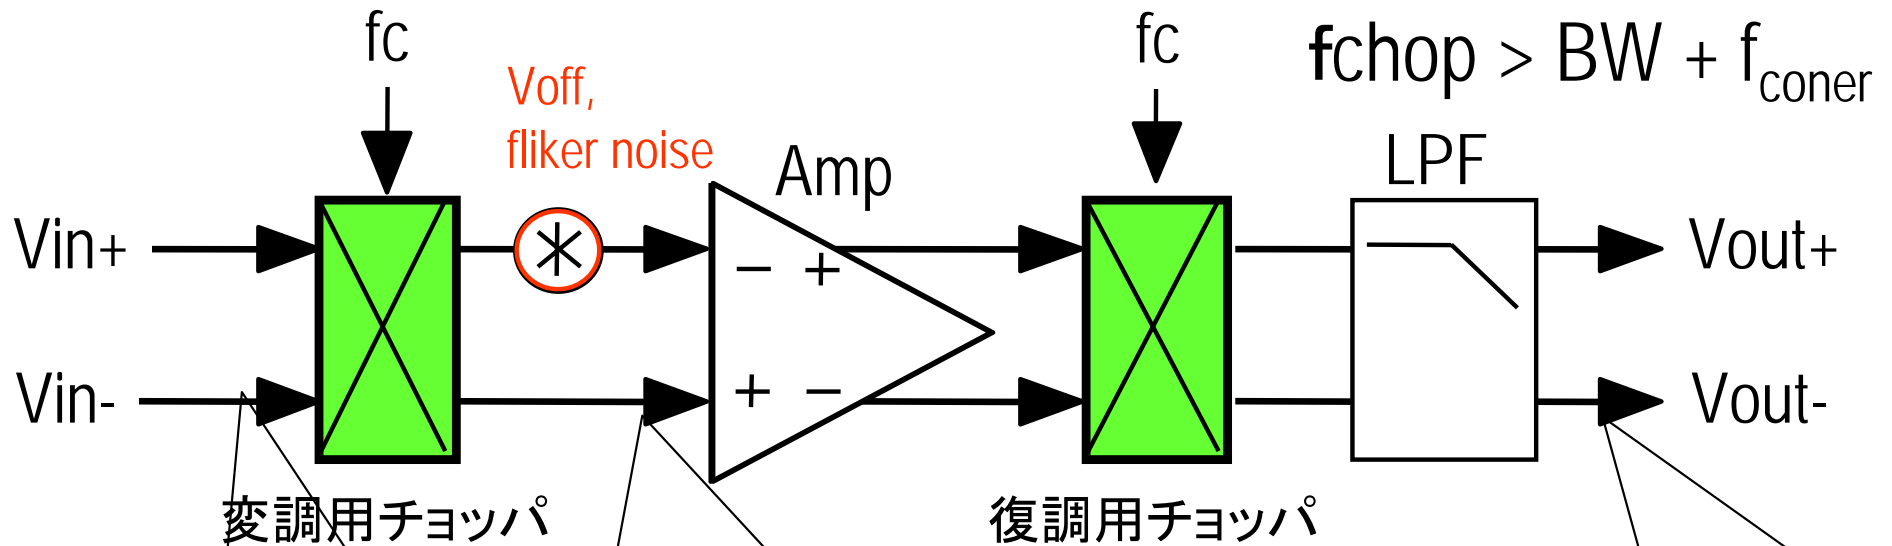 fc
fc
fchop > BW + fconer
Voff,
fliker noise
Amp
LPF
Vin+
Vout+
− +
Vin-
Vout-
+ −
変調用チョッパ
復調用チョッパ